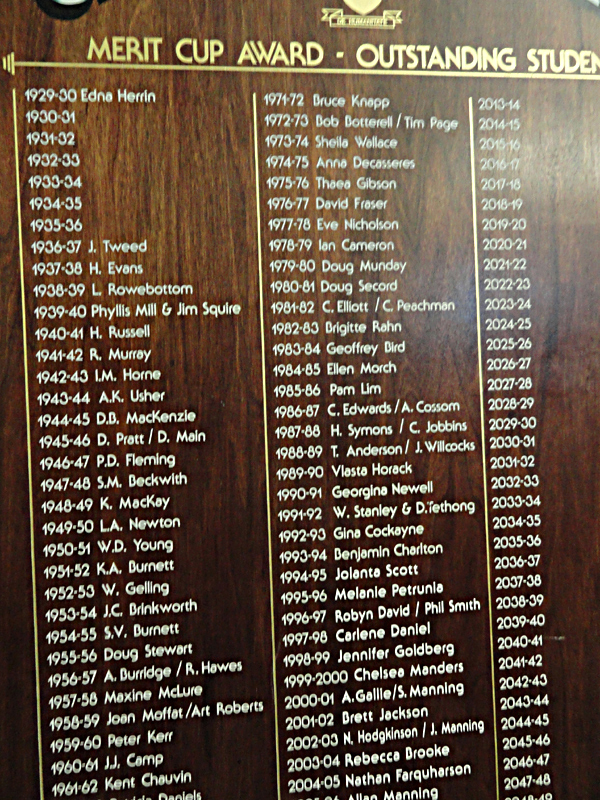 MERIT CUP AWARD - OUTSTANDING STUDEN
1929-30 Edna Herrin
1930-31
1931-32
1932-33
1933-34
1934-35
1935-36
1936-37 J. Tweed
1937-38 H. Evans
1938-39 L. Rowebottom
1939-40 Phyllis Mill & Jim Squire
1940-41 H. Russell
1941-42 R. Murray
1942-43 I.M. Horne
1943-44 A.K. Usher
1944-45 D.B. MacKenzie
1945-46 D. Pratt / D. Main
1946-47 P.D. Fleming
1947-48 S.M. Beckwith
1948-49 K. MacKay
1949-50 L.A. Newton
1950-51 W.D. Young
1951-52 K.A. Burnett
1952-53 W. Gelling
1953-54 J.C. Brinkworth
1954-55 S.V. Burnett
1955-56 Doug Stewart
1956-57 A. Burridge / R. Hawes
1957-58 Maxine McLure
1958-59 Joan Moffat / Art Roberts
1959-60 Peter Kerr
1960-61 J.J. Camp
1961-62 Kent Chauvin
Daniels
1971-72 Bruce Knapp
1972-73 Bob Botterell / Tim Page
1973-74 Sheila Wallace
1974-75 Anna Decasseres
1975-76 Thaea Gibson
1976-77 David Fraser
1977-78 Eve Nicholson
1978-79 Ian Cameron
1979-80 Doug Munday
1980-81 Doug Secord
1981-82 C. Elliott / C. Peachman
1982-83 Brigitte Rahn
1983-84 Geoffrey Bird
1984-85 Ellen Morch
1985-86 Pam Lim
1986-87 C. Edwards / A. Cossom
1987-88 H. Symons / C. Jobbins
1988-89 T. Anderson / J. Willcocks
1989-90 Vlasta Horack
1990-91 Georgina Newell
1991-92 W. Stanley & D. Tethong
1992-93 Gina Cockayne
1993-94 Benjamin Charlton
1994-95 Jolanta Scott
1995-96 Melanie Petrunia
1996-97 Robyn David / Phil Smith
1997-98 Carlene Daniel
1998-99 Jennifer Goldberg
1999-2000 Chelsea Manders
2000-01 A. Gallie / S. Manning
2001-02 Brett Jackson
2002-03 N. Hodgkinson / J. Manning
2003-04 Rebecca Brooke
2004-05 Nathan Farquharson
Allan Manning
2013-14
2014-15
2015-16
2016-17
2017-18
2018-19
2019-20
2020-21
2021-22
2022-23
2023-24
2024-25
2025-26
2026-27
2027-28
2028-29
2029-30
2030-31
2031-32
2032-33
2033-34
2034-35
2035-36
2036-37
2037-38
2038-39
2039-40
2040-41
2041-42
2042-43
2043-44
2044-45
2045-46
2046-47
2047-48